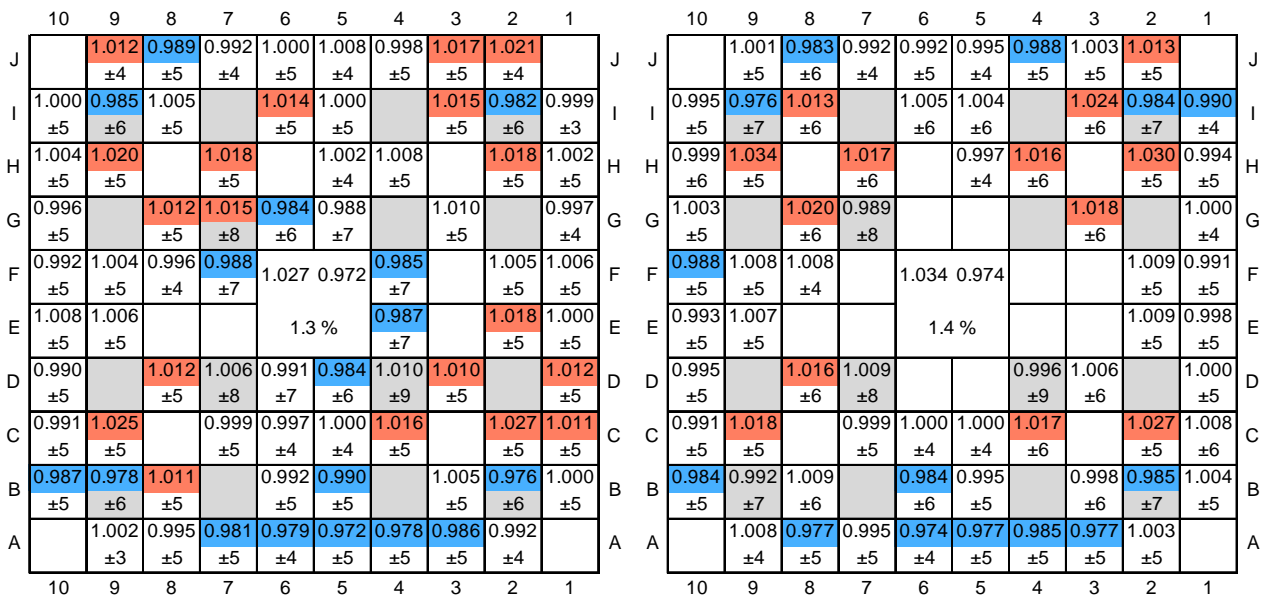 10 9 8 7 6 5 4 3 2 1 10 9 8 7 6 5 4 3 2 1
J 1.012 0.989 0.992 1.000 1.008 0.998 1.017 1.021 J J 1.001 0.983 0.992 0.992 0.995 0.988 1.003 1.013 J
±4 ±5 ±4 ±5 ±4 ±5 ±5 ±4 ±5 ±6 ±4 ±5 ±4 ±5 ±5 ±5
I 1.000 0.985 1.005 1.014 1.000 1.015 0.982 0.999 I I 0.995 0.976 1.013 1.005 1.004 1.024 0.984 0.990 I
±5 ±6 ±5 ±5 ±5 ±5 ±6 ±3 ±5 ±7 ±6 ±6 ±6 ±6 ±7 ±4
H 1.004 1.020 1.018 1.002 1.008 1.018 1.002 H H 0.999 1.034 1.017 0.997 1.016 1.030 0.994 H
±5 ±5 ±5 ±4 ±5 ±5 ±5 ±6 ±5 ±6 ±4 ±6 ±5 ±5
G 0.996 1.012 1.015 0.984 0.988 1.010 0.997 G G 1.003 1.020 0.989 1.018 1.000 G
±5 ±5 ±8 ±6 ±7 ±5 ±4 ±5 ±6 ±8 ±6 ±4
F 0.992 1.004 0.996 0.988 1.027 0.972 0.985 1.005 1.006 F F 0.988 1.008 1.008 1.034 0.974 1.009 0.991 F
±5 ±5 ±4 ±7 ±7 ±5 ±5 ±5 ±5 ±4 ±5 ±5
E 1.008 1.006 1.3 % 0.987 1.018 1.000 E E 0.993 1.007 1.4 % 1.009 0.998 E
±5 ±5 ±7 ±5 ±5 ±5 ±5 ±5 ±5
D 0.990 1.012 1.006 0.991 0.984 1.010 1.010 1.012 D D 0.995 1.016 1.009 0.996 1.006 1.000 D
±5 ±5 ±8 ±7 ±6 ±9 ±5 ±5 ±5 ±6 ±8 ±9 ±6 ±5
C 0.991 1.025 0.999 0.997 1.000 1.016 1.027 1.011 C C 0.991 1.018 0.999 1.000 1.000 1.017 1.027 1.008 C
±5 ±5 ±5 ±4 ±4 ±5 ±5 ±5 ±5 ±5 ±5 ±4 ±4 ±6 ±5 ±6
B 0.987 0.978 1.011 0.992 0.990 1.005 0.976 1.000 B B 0.984 0.992 1.009 0.984 0.995 0.998 0.985 1.004 B
±5 ±6 ±5 ±5 ±5 ±5 ±6 ±5 ±5 ±7 ±6 ±6 ±5 ±6 ±7 ±5
A 1.002 0.995 0.981 0.979 0.972 0.978 0.986 0.992 A A 1.008 0.977 0.995 0.974 0.977 0.985 0.977 1.003 A
±3 ±5 ±5 ±4 ±5 ±5 ±5 ±4 ±4 ±5 ±5 ±6 ±5 ±5 ±5 ±5
10 9 8 7 6 5 4 3 2 1 10 9 8 7 6 5 4 3 2 1